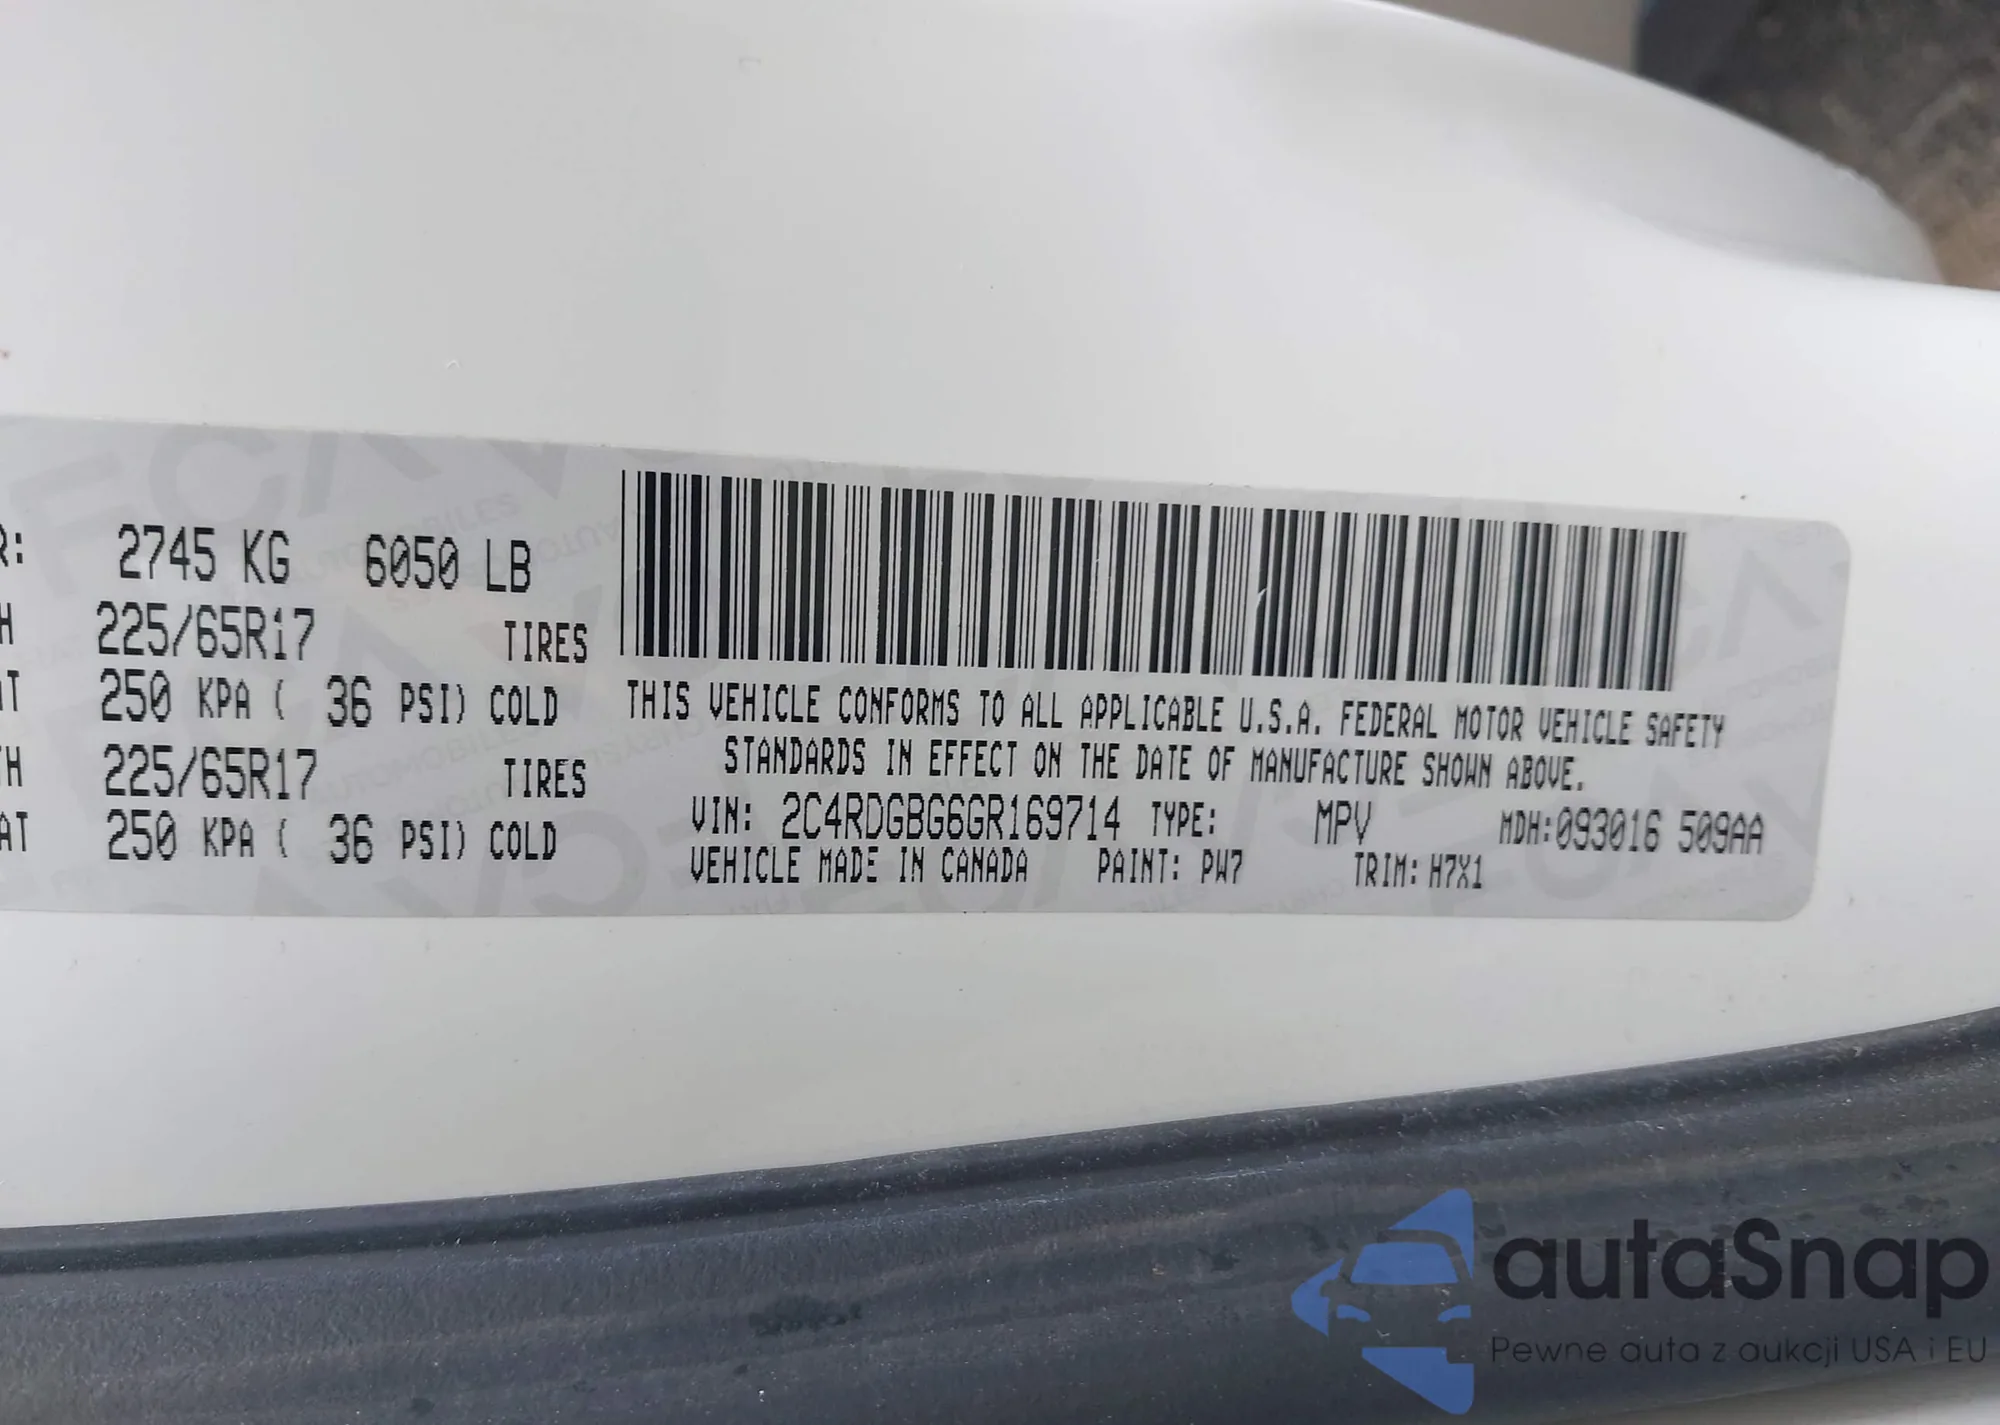 R: 2745 KG 6050 LB
H 225/65R17 TIRES
AT 250 KPA ( 36 PSI) COLD
TH 225/65R17 TIRES
AT 250 KPA ( 36 PSI) COLD
THIS VEHICLE CONFORMS TO ALL APPLICABLE U.S.A. FEDERAL MOTOR VEHICLE SAFETY
STANDARDS IN EFFECT ON THE DATE OF MANUFACTURE SHOWN ABOVE.
VIN: 2C4RDGBG6GR169714 TYPE: MPV MDH:093016 509AA
VEHICLE MADE IN CANADA PAINT: PW7 TRIM: H7X1
autaSnap
Pewne auta z aukcji USA i EU